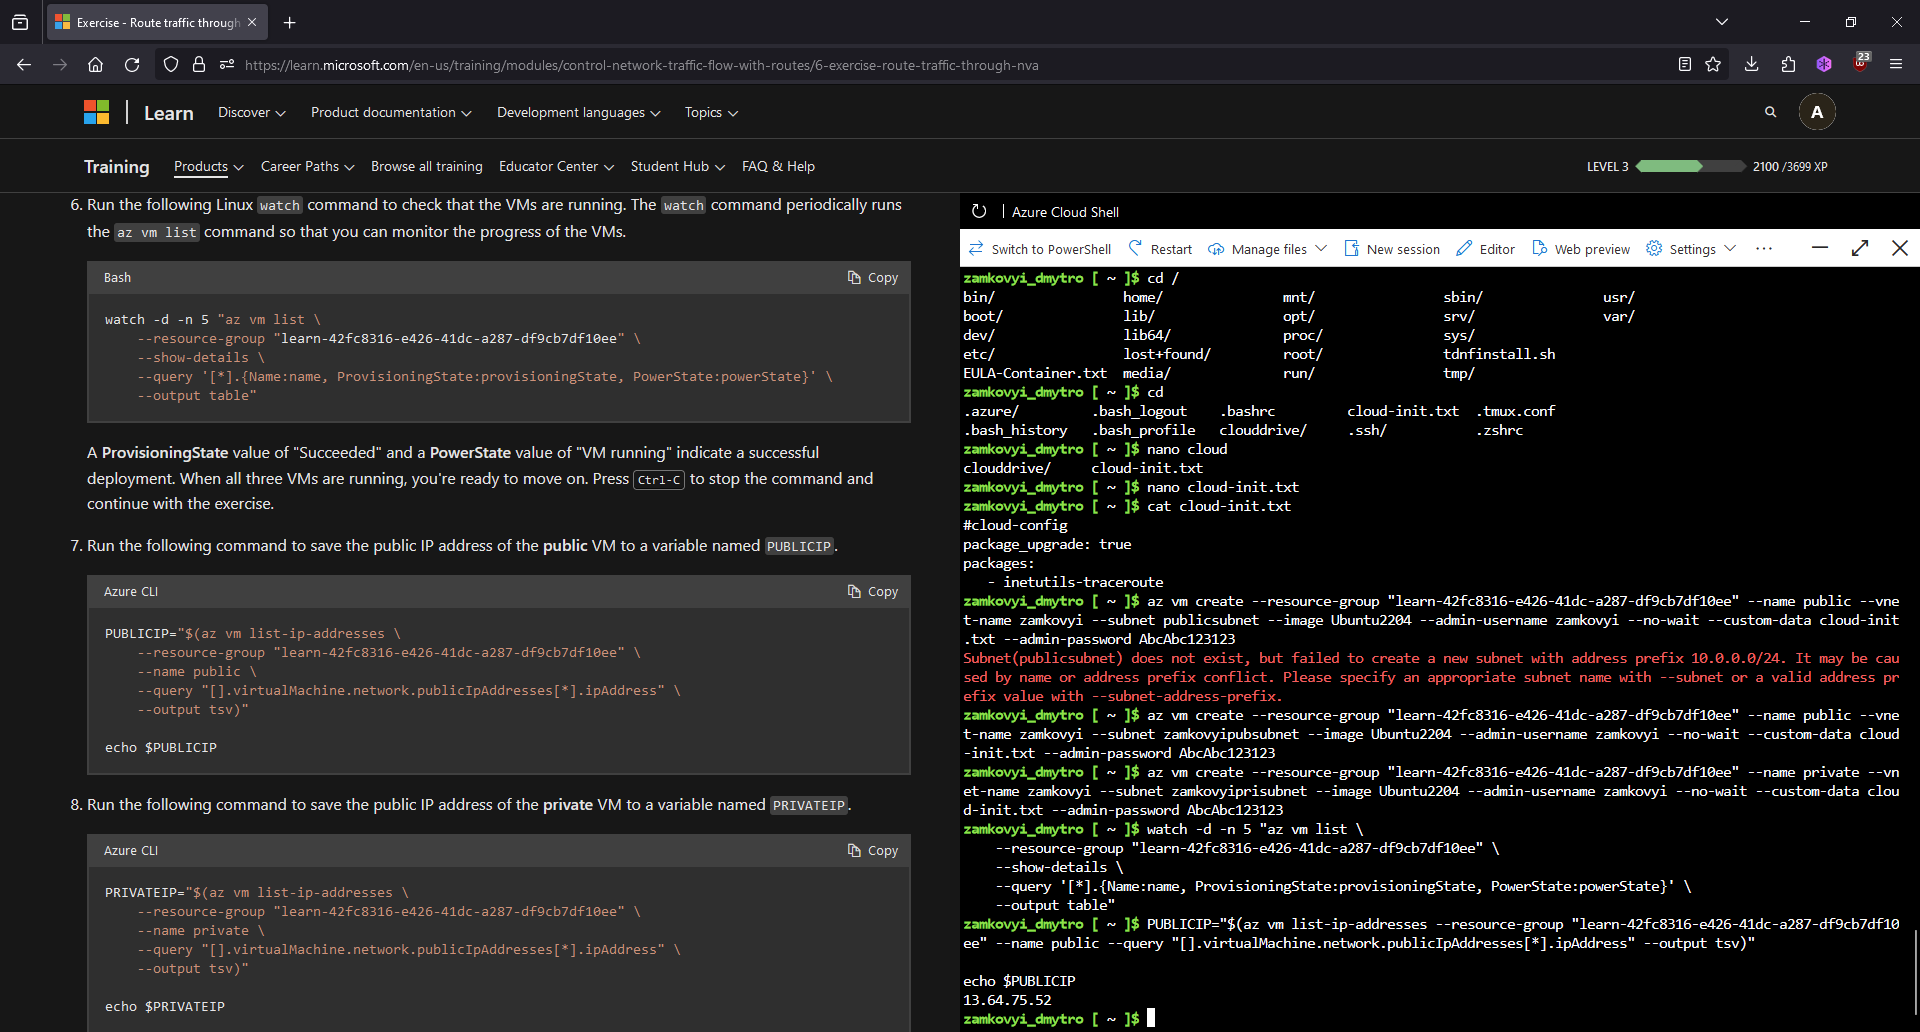 Exercise - Route traffic through
https://learn.microsoft.com/en-us/training/modules/control-network-traffic-flow-with-routes/6-exercise-route-traffic-through-nva
23
Learn
Discover
Product documentation
Development languages
Topics
A
Training
Products
Career Paths
Browse all training
Educator Center
Student Hub
FAQ & Help
LEVEL 3
2100 /3699 XP
6. Run the following Linux watch command to check that the VMs are running. The watch command periodically runs
the az vm list command so that you can monitor the progress of the VMs.
Bash
Copy
watch -d -n 5 "az vm list \
--resource-group "learn-42fc8316-e426-41dc-a287-df9cb7df10ee" \
--show-details \
--query '[*].{Name:name, ProvisioningState:provisioningState, PowerState:powerState}' \
--output table"
A ProvisioningState value of "Succeeded" and a PowerState value of "VM running" indicate a successful
deployment. When all three VMs are running, you're ready to move on. Press Ctrl-C to stop the command and
continue with the exercise.
7. Run the following command to save the public IP address of the public VM to a variable named PUBLICIP.
Azure CLI
Copy
PUBLICIP="$(az vm list-ip-addresses \
--resource-group "learn-42fc8316-e426-41dc-a287-df9cb7df10ee" \
--name public \
--query "[].virtualMachine.network.publicIpAddresses[*].ipAddress" \
--output tsv)"
echo $PUBLICIP
8. Run the following command to save the public IP address of the private VM to a variable named PRIVATEIP.
Azure CLI
Copy
PRIVATEIP="$(az vm list-ip-addresses \
--resource-group "learn-42fc8316-e426-41dc-a287-df9cb7df10ee" \
--name private \
--query "[].virtualMachine.network.publicIpAddresses[*].ipAddress" \
--output tsv)"
echo $PRIVATEIP
Azure Cloud Shell
Switch to PowerShell
Restart
Manage files
New session
Editor
Web preview
Settings
zamkovyi_dmytro [ ~ ]$ cd /
bin/ home/ mnt/ sbin/ usr/
boot/ lib/ opt/ srv/ var/
dev/ lib64/ proc/ sys/
etc/ lost+found/ root/ tdnfinstall.sh
EULA-Container.txt media/ run/ tmp/
zamkovyi_dmytro [ ~ ]$ cd
.azure/ .bash_logout .bashrc cloud-init.txt .tmux.conf
.bash_history .bash_profile clouddrive/ .ssh/ .zshrc
zamkovyi_dmytro [ ~ ]$ nano cloud
clouddrive/ cloud-init.txt
zamkovyi_dmytro [ ~ ]$ nano cloud-init.txt
zamkovyi_dmytro [ ~ ]$ cat cloud-init.txt
#cloud-config
package_upgrade: true
packages:
- inetutils-traceroute
zamkovyi_dmytro [ ~ ]$ az vm create --resource-group "learn-42fc8316-e426-41dc-a287-df9cb7df10ee" --name public --vne
t-name zamkovyi --subnet publicsubnet --image Ubuntu2204 --admin-username zamkovyi --no-wait --custom-data cloud-init
.txt --admin-password AbcAbc123123
Subnet(publicsubnet) does not exist, but failed to create a new subnet with address prefix 10.0.0.0/24. It may be cau
sed by name or address prefix conflict. Please specify an appropriate subnet name with --subnet or a valid address pr
efix value with --subnet-address-prefix.
zamkovyi_dmytro [ ~ ]$ az vm create --resource-group "learn-42fc8316-e426-41dc-a287-df9cb7df10ee" --name public --vne
t-name zamkovyi --subnet zamkovyipubsubnet --image Ubuntu2204 --admin-username zamkovyi --no-wait --custom-data cloud
-init.txt --admin-password AbcAbc123123
zamkovyi_dmytro [ ~ ]$ az vm create --resource-group "learn-42fc8316-e426-41dc-a287-df9cb7df10ee" --name private --vn
et-name zamkovyi --subnet zamkovyiprisubnet --image Ubuntu2204 --admin-username zamkovyi --no-wait --custom-data clou
d-init.txt --admin-password AbcAbc123123
zamkovyi_dmytro [ ~ ]$ watch -d -n 5 "az vm list \
--resource-group "learn-42fc8316-e426-41dc-a287-df9cb7df10ee" \
--show-details \
--query '[*].{Name:name, ProvisioningState:provisioningState, PowerState:powerState}' \
--output table"
zamkovyi_dmytro [ ~ ]$ PUBLICIP="$(az vm list-ip-addresses --resource-group "learn-42fc8316-e426-41dc-a287-df9cb7df10
ee" --name public --query "[].virtualMachine.network.publicIpAddresses[*].ipAddress" --output tsv)"
echo $PUBLICIP
13.64.75.52
zamkovyi_dmytro [ ~ ]$